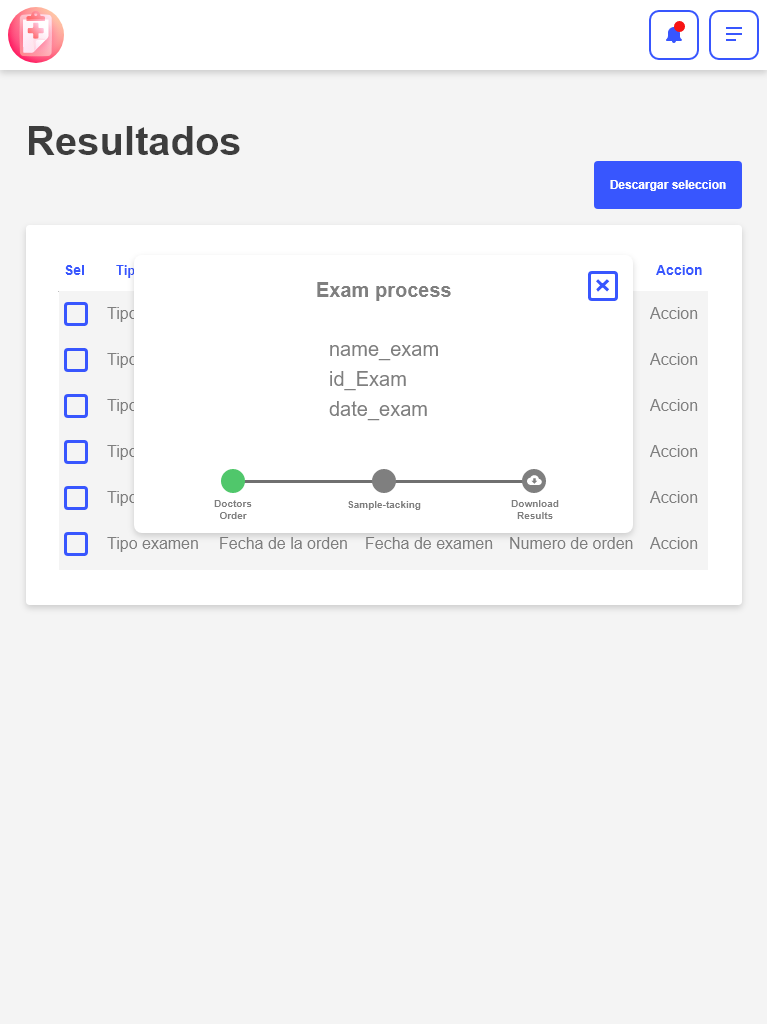 Resultados
Descargar seleccion
Sel Tip Accion
Exam process
Tipo Accion
name_exam
Tipo Accion
id_Exam
Tipo Accion
date_exam
Tipo Accion
Tipo Accion
Doctors
Order
Sample-tacking
Download
Results
Tipo examen Fecha de la orden Fecha de examen Numero de orden Accion